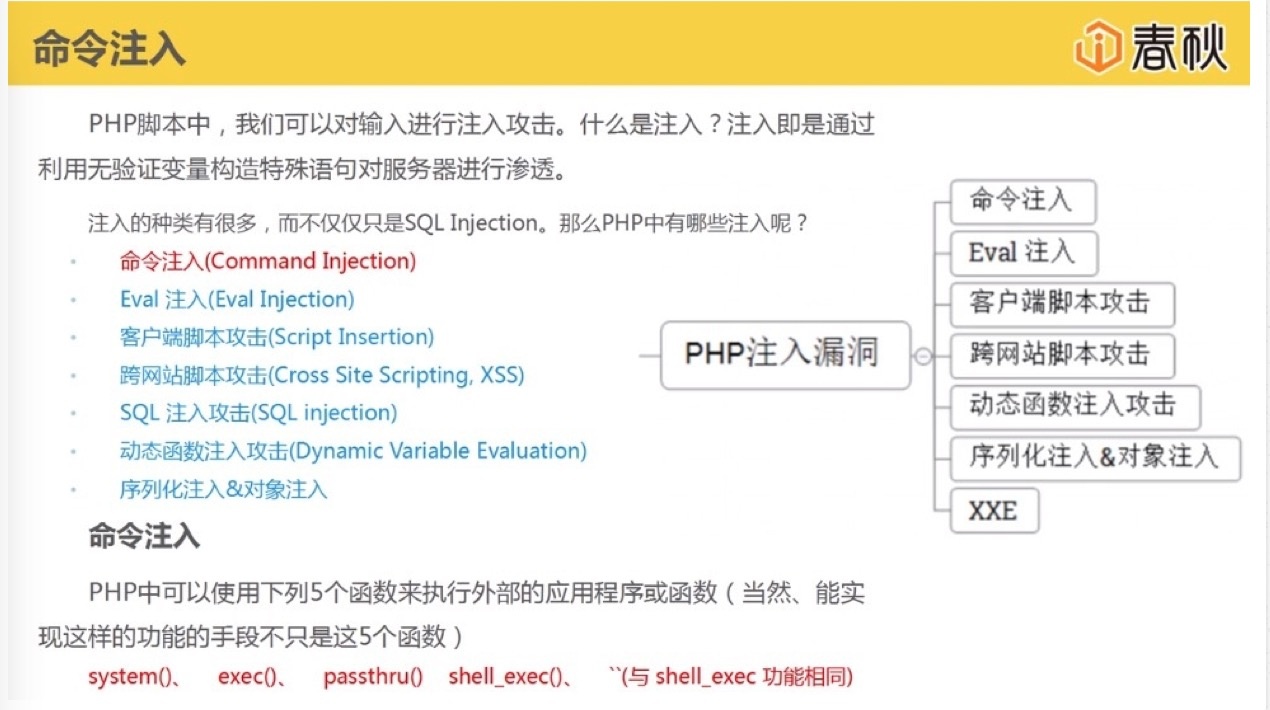 命令注入
i春秋
PHP脚本中，我们可以对输入进行注入攻击。什么是注入？注入即是通过
利用无验证变量构造特殊语句对服务器进行渗透。
注入的种类有很多，而不仅仅只是SQL Injection。那么PHP中有哪些注入呢？
命令注入(Command Injection)
Eval 注入(Eval Injection)
客户端脚本攻击(Script Insertion)
跨网站脚本攻击(Cross Site Scripting, XSS)
SQL 注入攻击(SQL injection)
动态函数注入攻击(Dynamic Variable Evaluation)
序列化注入&对象注入
PHP注入漏洞
命令注入
Eval 注入
客户端脚本攻击
跨网站脚本攻击
动态函数注入攻击
序列化注入&对象注入
XXE
命令注入
PHP中可以使用下列5个函数来执行外部的应用程序或函数（当然、能实
现这样的功能的手段不只是这5个函数）
system()、 exec()、 passthru() shell_exec()、 ``(与 shell_exec 功能相同)